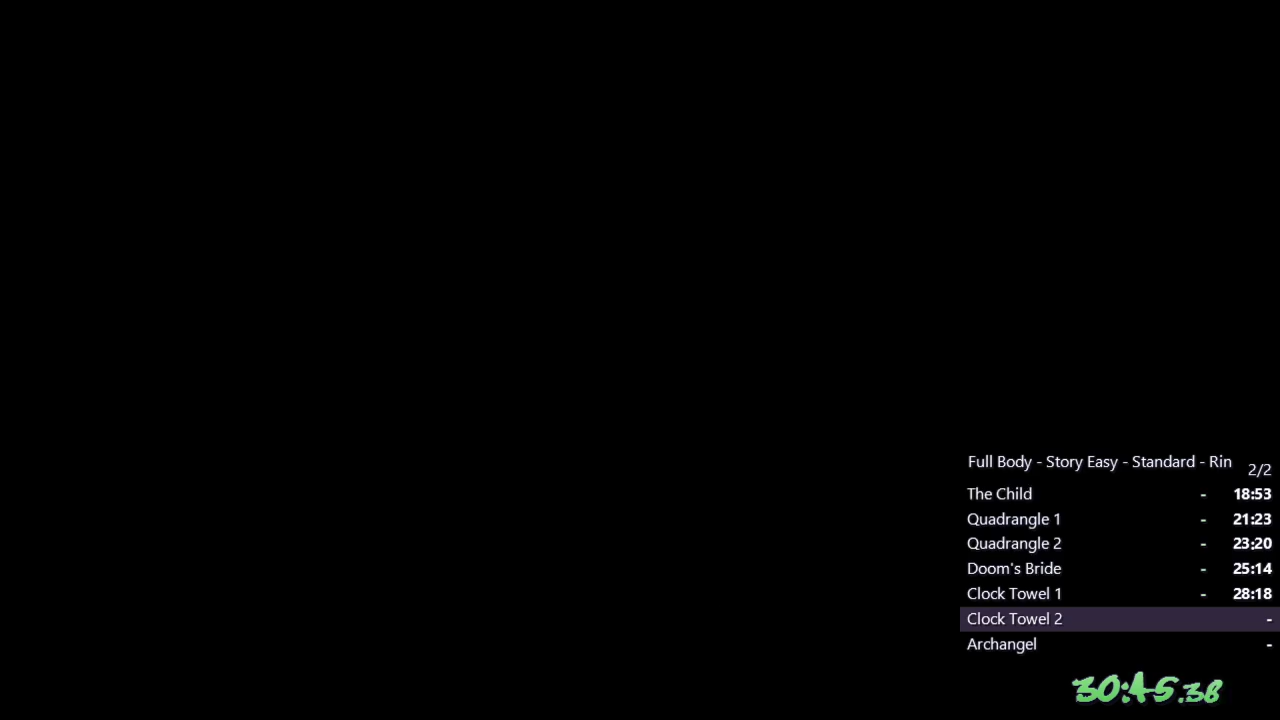 Full Body - Story Easy - Standard - Rin
2/2
The Child - 18:53
Quadrangle 1 - 21:23
Quadrangle 2 - 23:20
Doom's Bride - 25:14
Clock Towel 1 - 28:18
Clock Towel 2 -
Archangel -
30:45.38